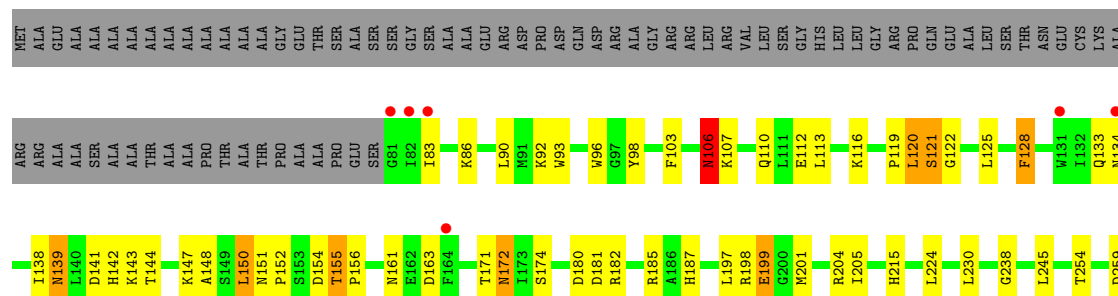 MET ALA GLU ALA ALA ALA ALA ALA ALA ALA THR ALA ALA ALA GLY GLU THR SER ALA SER SER GLY SER ALA ALA GLU ARG ASP PRO ASP GLN ASP ARG ALA GLY ARG ARG LEU ARG VAL LEU SER GLY HIS LEU LEU GLY ARG PRO GLN GLU ALA LEU SER THR ASN GLU CYS LYS ALA
ARG ARG ALA ALA SER ALA ALA THR ALA ALA PRO THR ALA THR PRO ALA ALA PRO GLU SER G81 I82 I83 K86 L90 M91 K92 W93 W96 G97 Y98 F103 N106 K107 Q110 L111 E112 L113 K116 P119 L120 S121 G122 L125 F128 W131 I132 Q133 N134
I138 N139 L140 D141 H142 K143 T144 K147 A148 S149 L150 N151 P152 S153 D154 T155 P156 N161 E162 D163 F164 T171 N172 I173 S174 D180 D181 R182 R185 A186 H187 L197 R198 E199 G200 M201 R204 I205 H215 L224 L230 G238 L245 T254